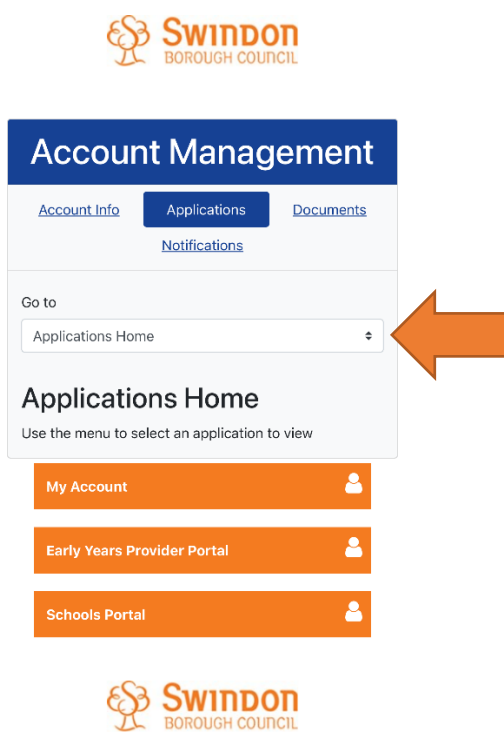 Swindon
BOROUGH COUNCIL
Account Management
Account Info Applications Documents
Notifications
Go to
Applications Home
Applications Home
Use the menu to select an application to view
My Account
Early Years Provider Portal
Schools Portal
Swindon
BOROUGH COUNCIL